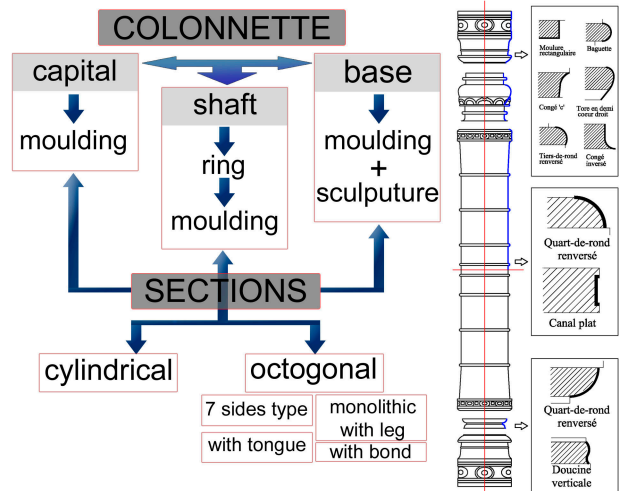 COLONNETTE
capital
moulding
shaft
ring
moulding
base
moulding
+
sculputure
SECTIONS
cylindrical
octogonal
7 sides type
with tongue
monolithic
with leg
with bond
Moulure
rectangulaire
Baguette
Congé 'c'
Tore en demi
coeur droit
Tiers-de-rond
renversé
Congé
inversé
Quart-de-rond
renversé
Canal plat
Quart-de-rond
renversé
Doucine
verticale